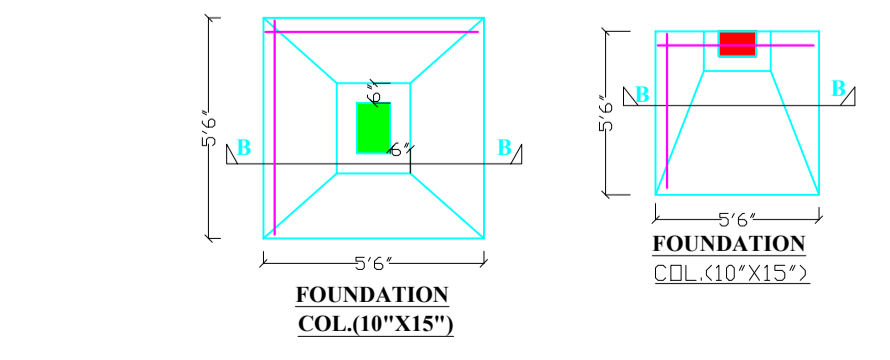 6"
5'6"
B B
6"
5'6"
FOUNDATION
COL.(10"X15")
B B
5'6"
5'6"
FOUNDATION
COL.(10"X15")